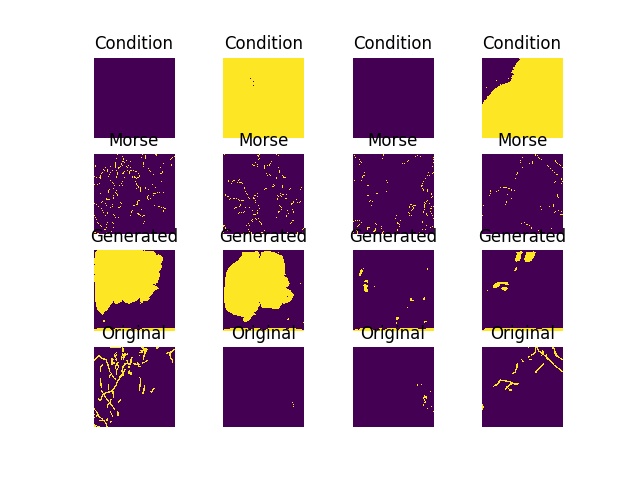 Condition Condition Condition Condition
Morse Morse Morse Morse
Generated Generated Generated Generated
Original Original Original Original